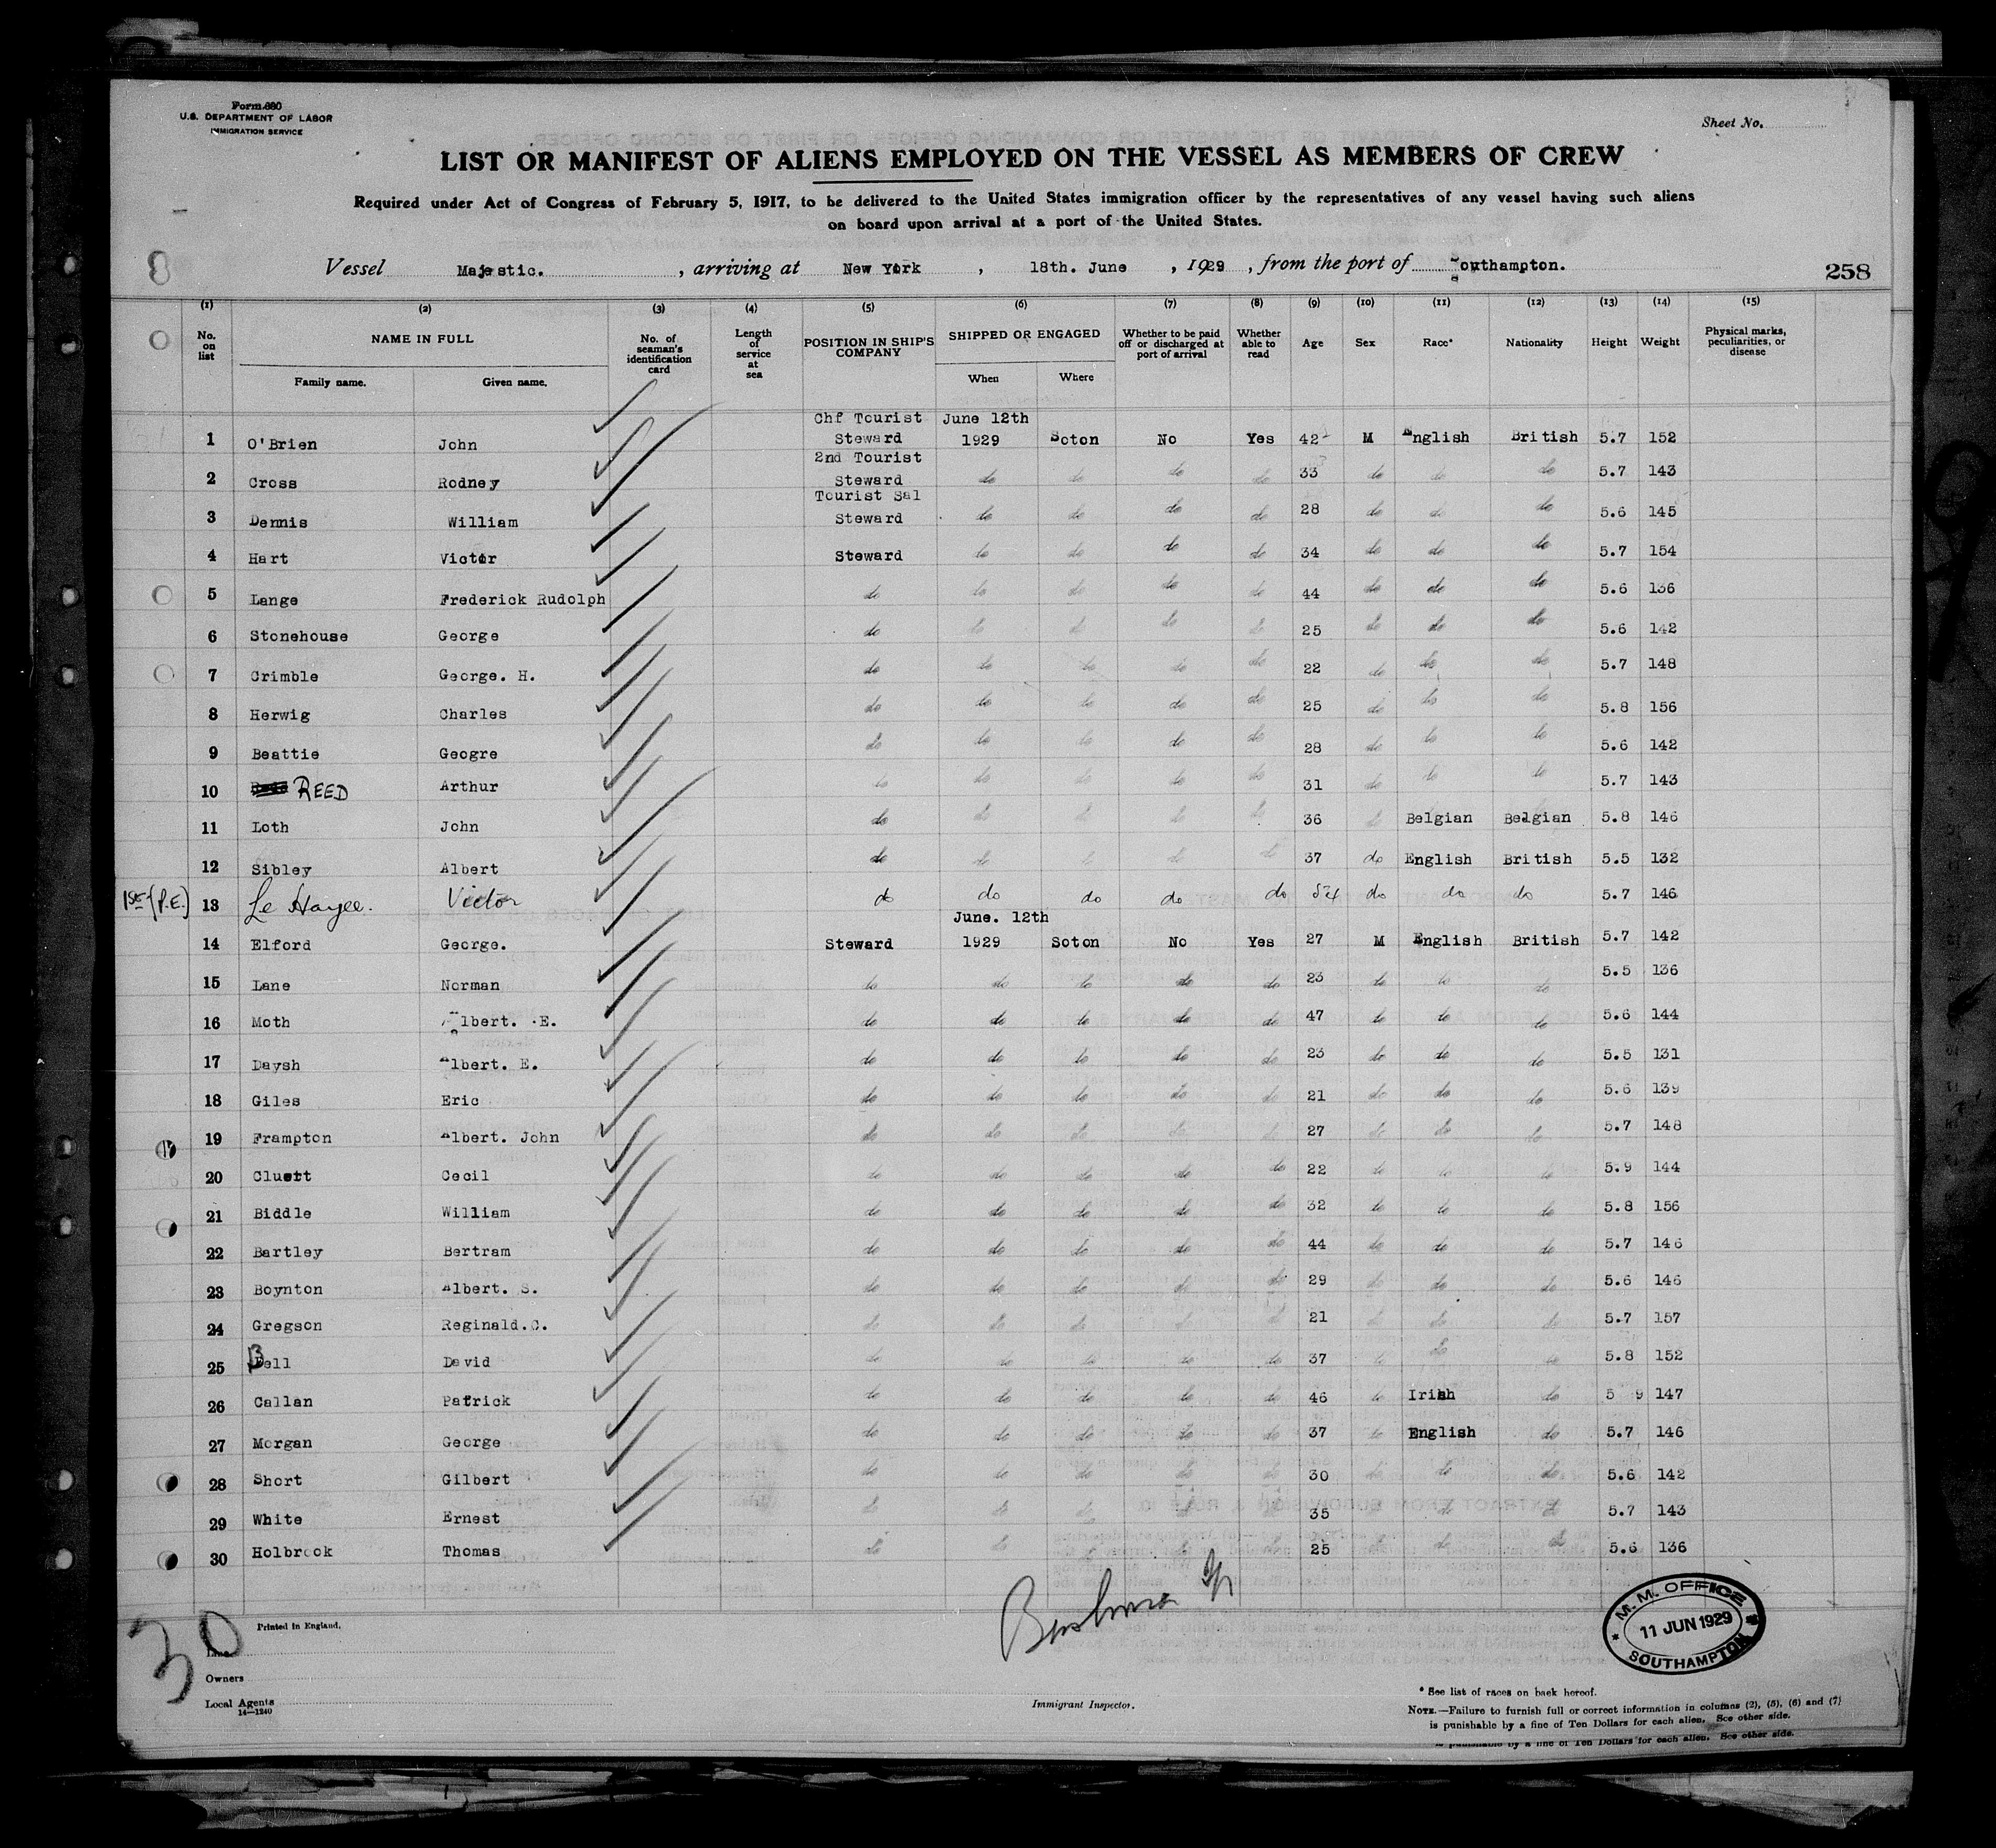 Form 680
U.S. DEPARTMENT OF LABOR
IMMIGRATION SERVICE
Sheet No.
LIST OR MANIFEST OF ALIENS EMPLOYED ON THE VESSEL AS MEMBERS OF CREW
Required under Act of Congress of February 5, 1917, to be delivered to the United States immigration officer by the representatives of any vessel having such aliens
on board upon arrival at a port of the United States.
Vessel Majestic. , arriving at New York , 18th. June , 1929 , from the port of Southampton.
258
(1) (2) (3) (4) (5) (6) (7) (8) (9) (10) (11) (12) (13) (14) (15)
No. on list NAME IN FULL Family name. Given name. No. of seaman's identification card Length of service at sea POSITION IN SHIP'S COMPANY SHIPPED OR ENGAGED When Where Whether to be paid off or discharged at port of arrival Whether able to read Age Sex Race* Nationality Height Weight Physical marks, peculiarities, or disease
1 O'Brien John Chf Tourist Steward June 12th 1929 Soton No Yes 42 M English British 5.7 152
2 Cross Rodney 2nd Tourist Steward do do do do 33 do do do 5.7 143
3 Dennis William Tourist Sal Steward do do do do 28 do do do 5.6 145
4 Hart Victor Steward do do do do 34 do do do 5.7 154
5 Lange Frederick Rudolph do do do do do 44 do do do 5.6 136
6 Stonehouse George do do do do do 25 do do do 5.6 142
7 Crimble George. H. do do do do do 22 do do do 5.7 148
8 Herwig Charles do do do do do 25 do do do 5.8 156
9 Beattie Geogre do do do do do 28 do do do 5.6 142
10 REED Arthur do do do do do 31 do do do 5.7 143
11 Loth John do do do do do 36 do Belgian Belgian 5.8 146
12 Sibley Albert do do do do do 37 do English British 5.5 132
1st (P.E.) 13 Le Hayee. Victor do do do do do 54 do do do 5.7 146
14 Elford George. Steward June. 12th 1929 Soton No Yes 27 M English British 5.7 142
15 Lane Norman do do do do do 23 do do do 5.5 136
16 Moth Albert. E. do do do do do 47 do do do 5.6 144
17 Daysh Albert. E. do do do do do 23 do do do 5.5 131
18 Giles Eric do do do do do 21 do do do 5.6 139
19 Frampton Albert. John do do do do do 27 do do do 5.7 148
20 Cluett Cecil do do do do do 22 do do do 5.9 144
21 Biddle William do do do do do 32 do do do 5.8 156
22 Bartley Bertram do do do do do 44 do do do 5.7 146
23 Boynton Albert. S. do do do do do 29 do do do 5.6 146
24 Gregson Reginald.C. do do do do do 21 do do do 5.7 157
25 Bell David do do do do do 37 do do do 5.8 152
26 Callan Patrick do do do do do 46 do Irish do 5 9 147
27 Morgan George do do do do do 37 do English do 5.7 146
28 Short Gilbert do do do do do 30 do do do 5.6 142
29 White Ernest do do do do do 35 do do do 5.7 143
30 Holbrook Thomas do do do do do 25 do do do 5.6 136
30
Printed in England.
Line
Owners
Local Agents
14—1240
Immigrant Inspector.
M. M. OFFICE
11 JUN 1929
SOUTHAMPTON
* See list of races on back hereof.
NOTE.—Failure to furnish full or correct information in columns (2), (5), (6) and (7)
is punishable by a fine of Ten Dollars for each alien. See other side.
is punishable by a fine of Ten Dollars for each alien. See other side.